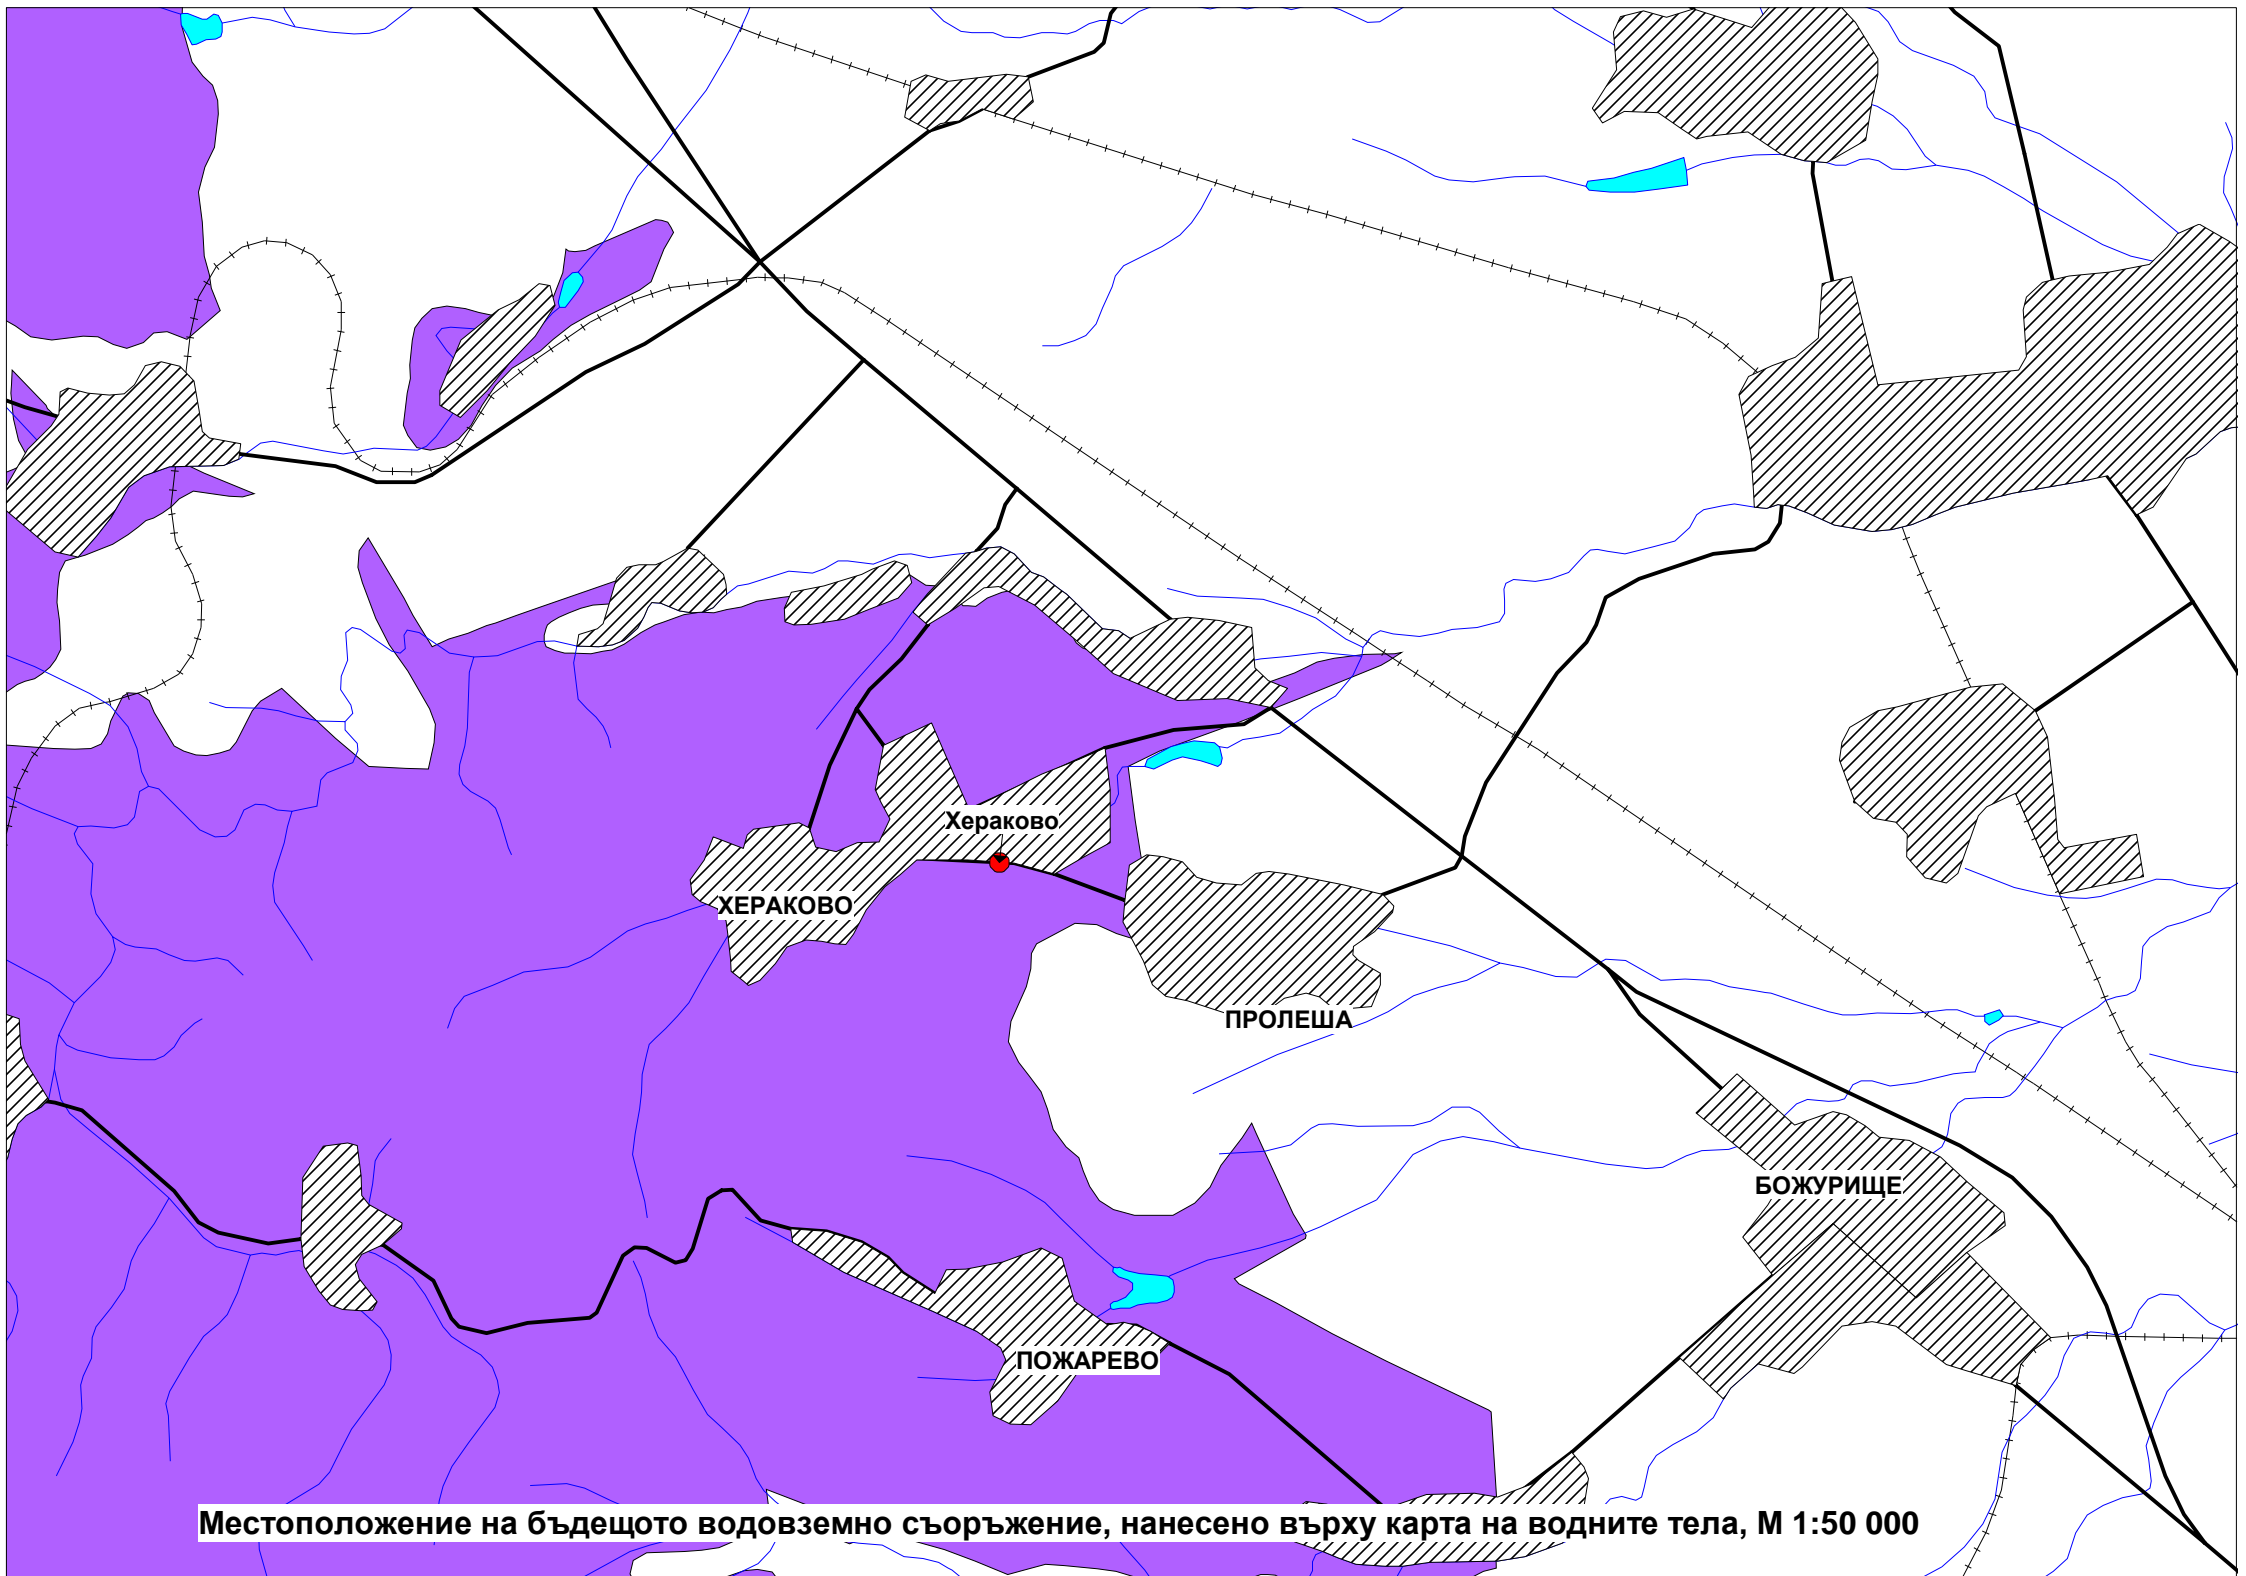 Хераково
ХЕРАКОВО
ПРОЛЕША
БОЖУРИЩЕ
ПОЖАРЕВО
Местоположение на бъдещото водовземно съоръжение, нанесено върху карта на водните тела, М 1:50 000